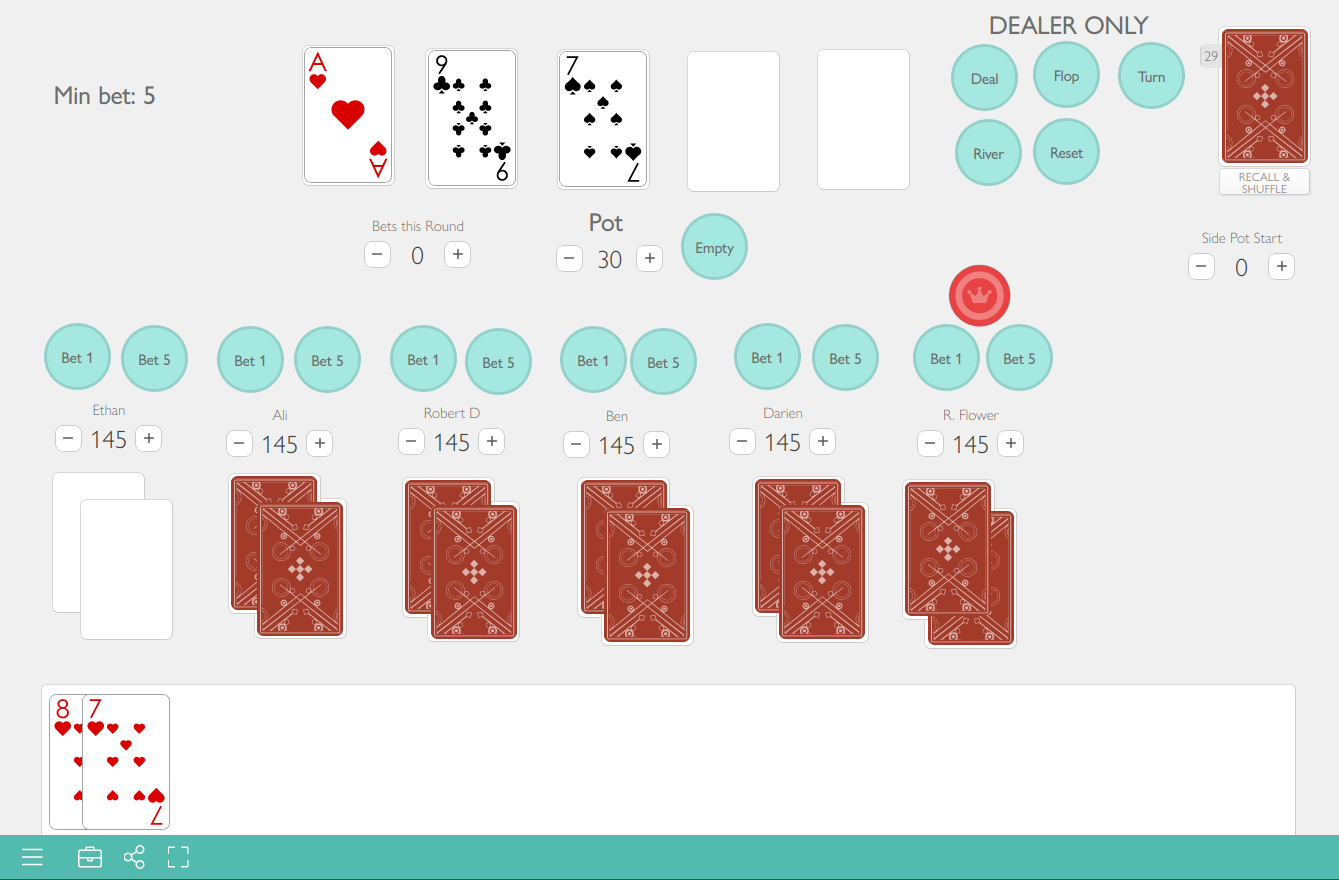 DEALER ONLY
Min bet: 5
A
A
9
9
7
7
Deal
Flop
Turn
29
River
Reset
RECALL &
SHUFFLE
Bets this Round
− 0 +
Pot
− 30 +
Empty
Side Pot Start
− 0 +
Bet 1 Bet 5 Bet 1 Bet 5 Bet 1 Bet 5 Bet 1 Bet 5 Bet 1 Bet 5 Bet 1 Bet 5
Ethan Ali Robert D Ben Darien R. Flower
− 145 + − 145 + − 145 + − 145 + − 145 + − 145 +
8
7
7